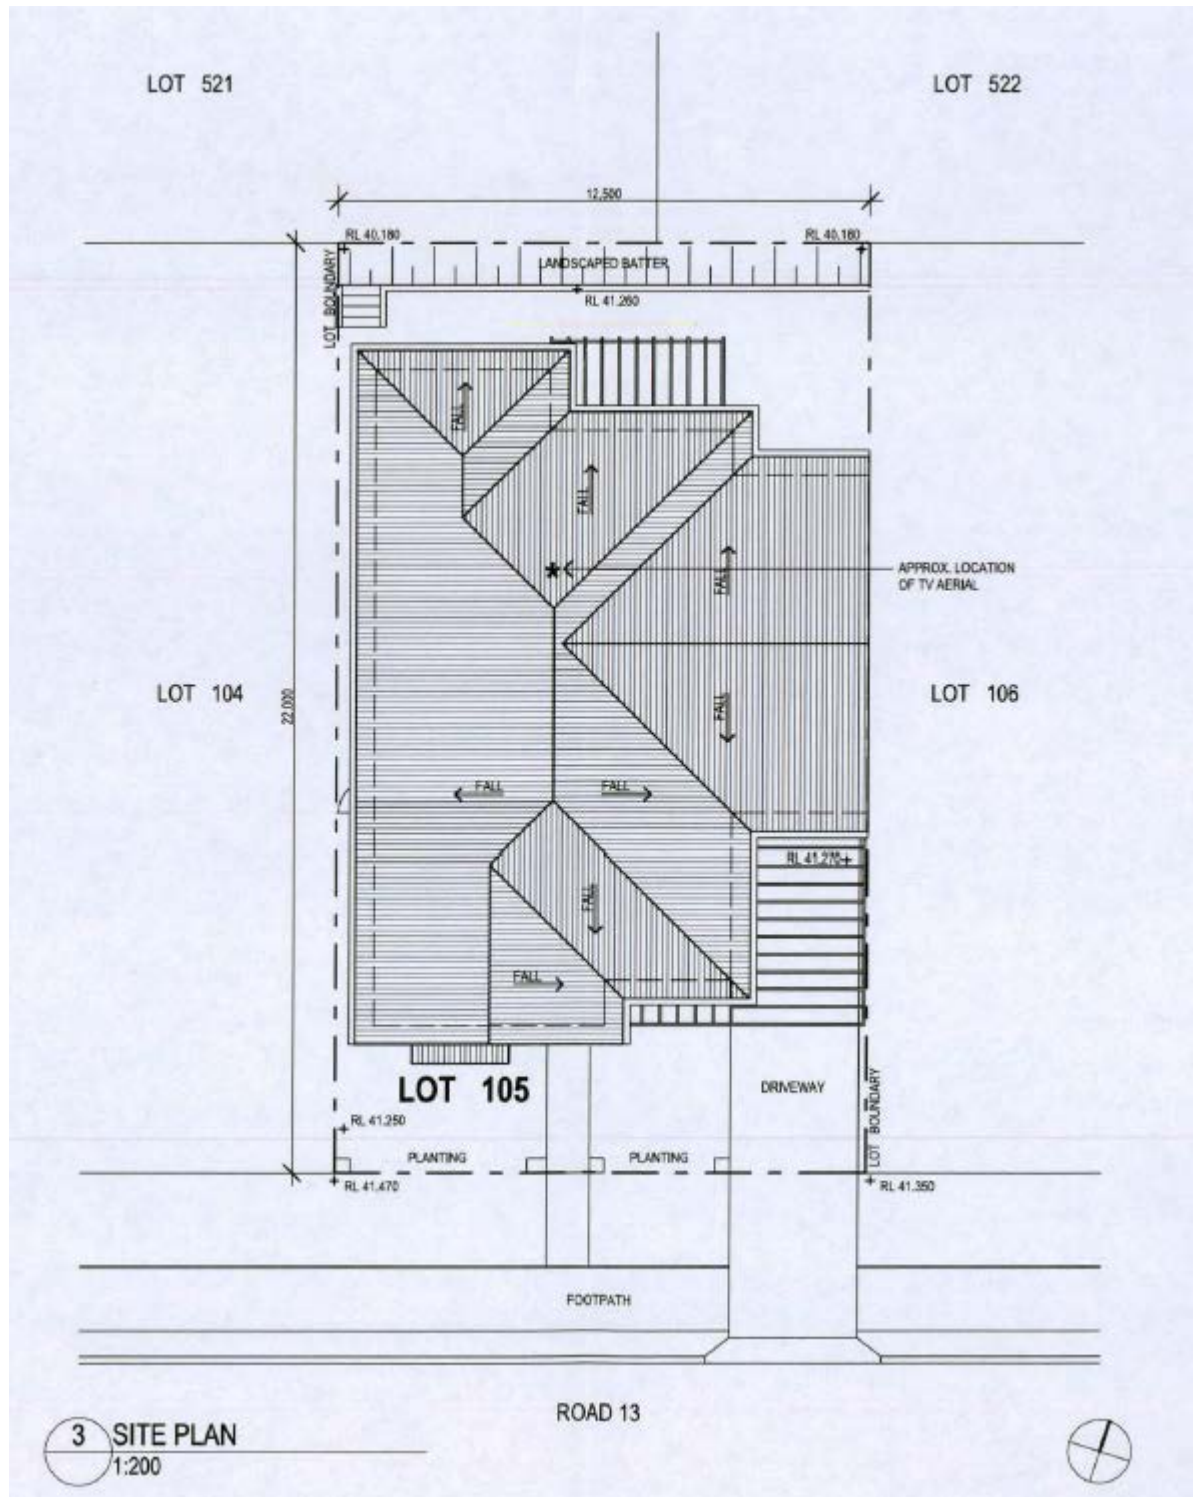 LOT 521
LOT 522
12,500
RL 40.180
RL 40.180
LANDSCAPED BATTER
LOT BOUNDARY
RL 41.260
FALL
FALL
FALL
APPROX. LOCATION
OF TV AERIAL
LOT 104
22,000
LOT 106
FALL
FALL
FALL
RL 41.270
FALL
FALL
LOT 105
DRIVEWAY
LOT BOUNDARY
RL 41.250
PLANTING
PLANTING
RL 41.470
RL 41.350
FOOTPATH
ROAD 13
3 SITE PLAN
1:200